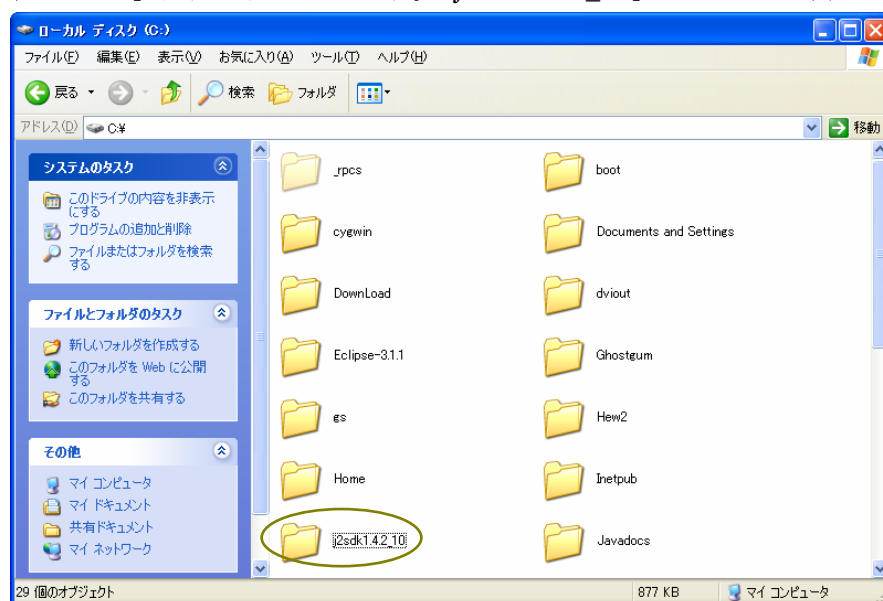 ローカル ディスク (C:)
ファイル(F) 編集(E) 表示(V) お気に入り(A) ツール(T) ヘルプ(H)
戻る 検索 フォルダ
アドレス(D) C:¥ 移動
システムのタスク
このドライブの内容を非表示
にする
プログラムの追加と削除
ファイルまたはフォルダを検索
する
ファイルとフォルダのタスク
新しいフォルダを作成する
このフォルダを Web に公開
する
このフォルダを共有する
その他
マイ コンピュータ
マイ ドキュメント
共有ドキュメント
マイ ネットワーク
_rpcs boot
cygwin Documents and Settings
DownLoad dviout
Eclipse-3.1.1 Ghostgum
gs Hew2
Home Inetpub
j2sdk1.4.2_10 Javadocs
29 個のオブジェクト 877 KB マイ コンピュータ